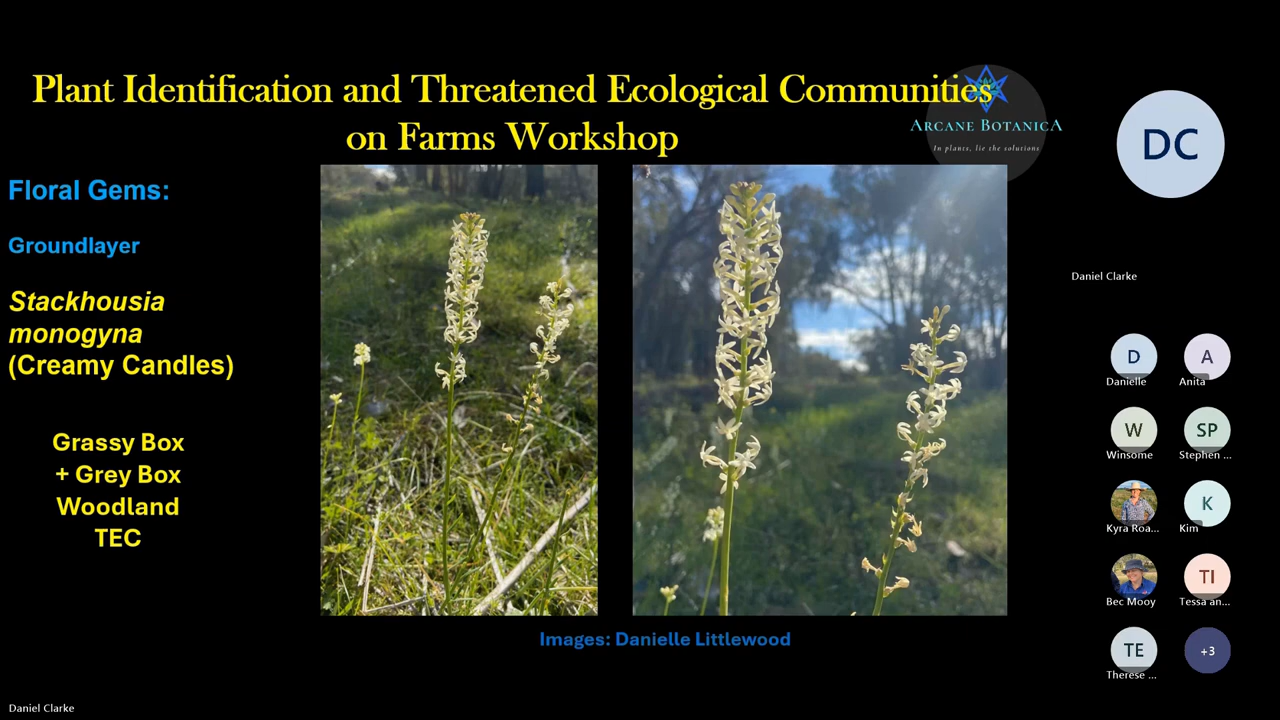 Plant Identification and Threatened Ecological Communities
on Farms Workshop
ARCANE BOTANICA
In plants, lie the solutions
Floral Gems:
Groundlayer
Stackhousia
monogyna
(Creamy Candles)
Grassy Box
+ Grey Box
Woodland
TEC
Images: Danielle Littlewood
Daniel Clarke
DC
Daniel Clarke
D
Danielle
A
Anita
W
Winsome
SP
Stephen ...
Kyra Roa...
K
Kim
Bec Mooy
TI
Tessa an...
TE
Therese ...
+3